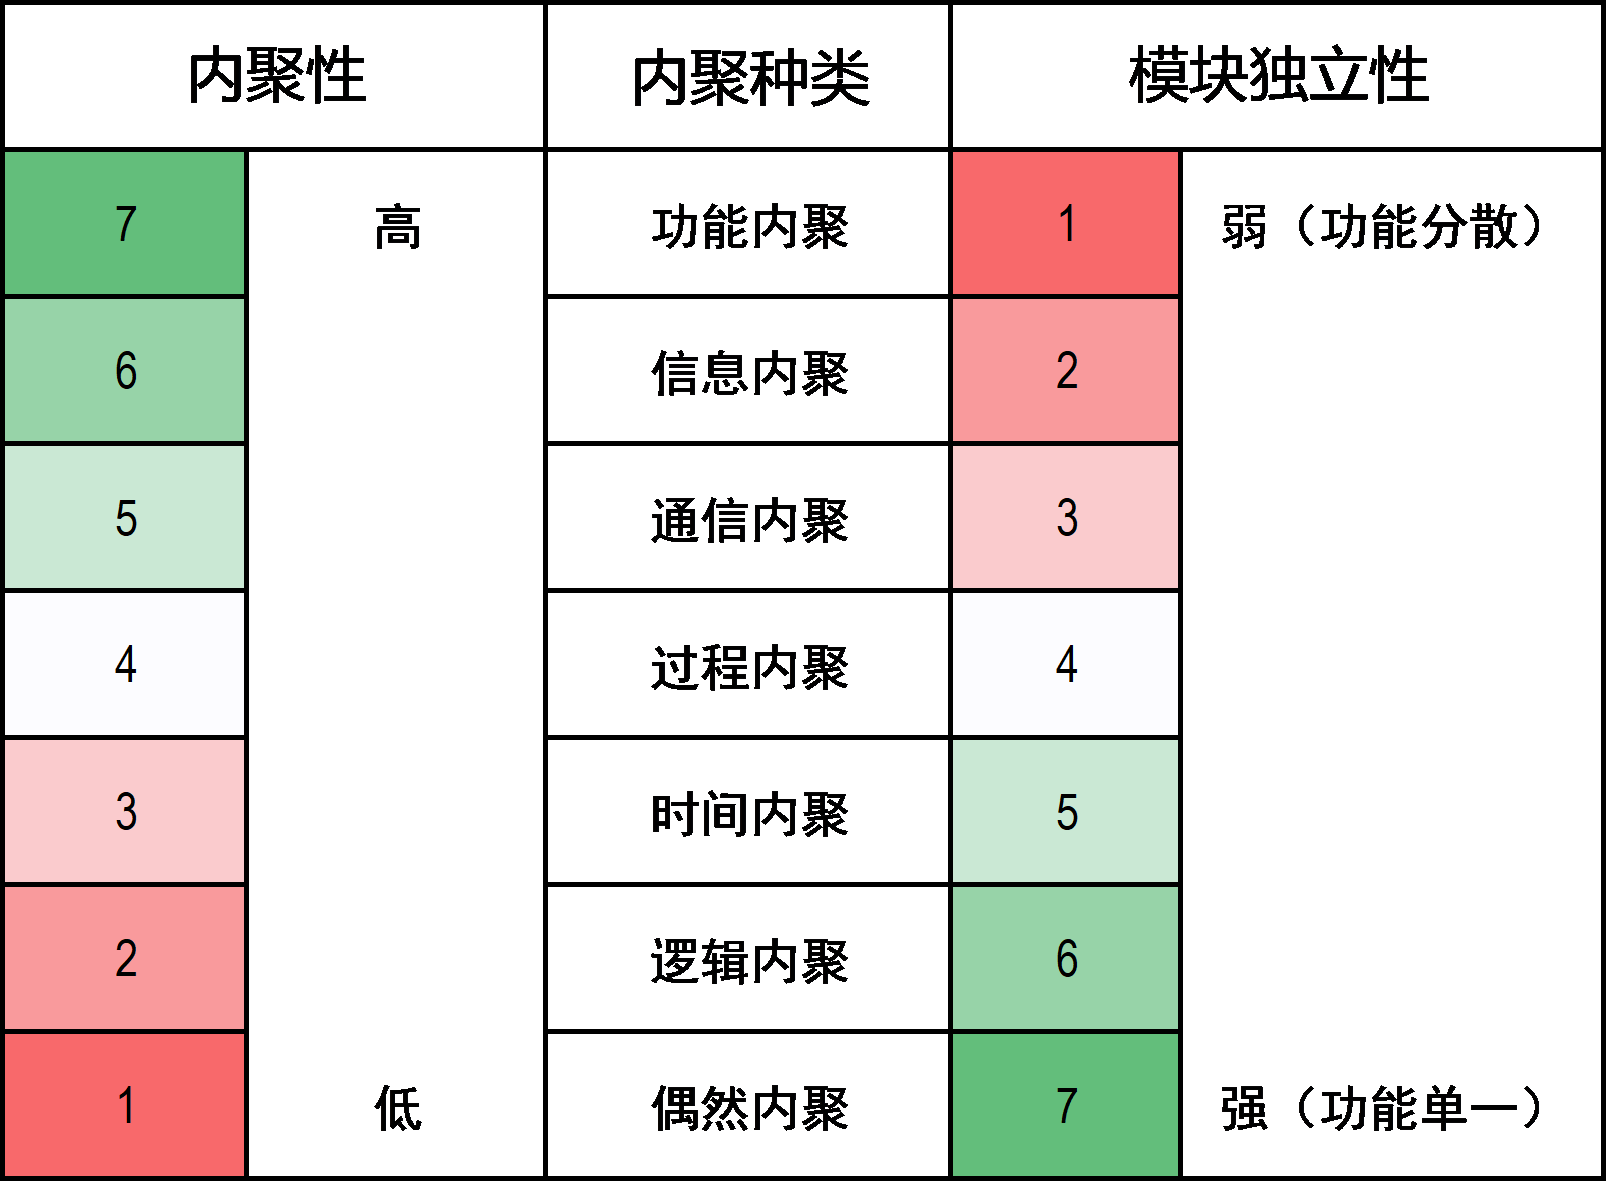 内聚性 内聚种类 模块独立性
7 高 功能内聚 1 弱（功能分散）
6 信息内聚 2
5 通信内聚 3
4 过程内聚 4
3 时间内聚 5
2 逻辑内聚 6
1 低 偶然内聚 7 强（功能单一）